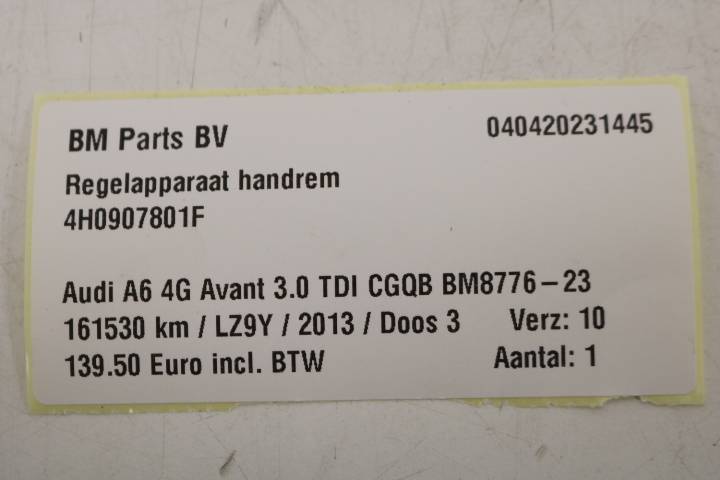 BM Parts BV 040420231445
Regelapparaat handrem
4H0907801F
Audi A6 4G Avant 3.0 TDI CGQB BM8776-23
161530 km / LZ9Y / 2013 / Doos 3 Verz: 10
139.50 Euro incl. BTW Aantal: 1